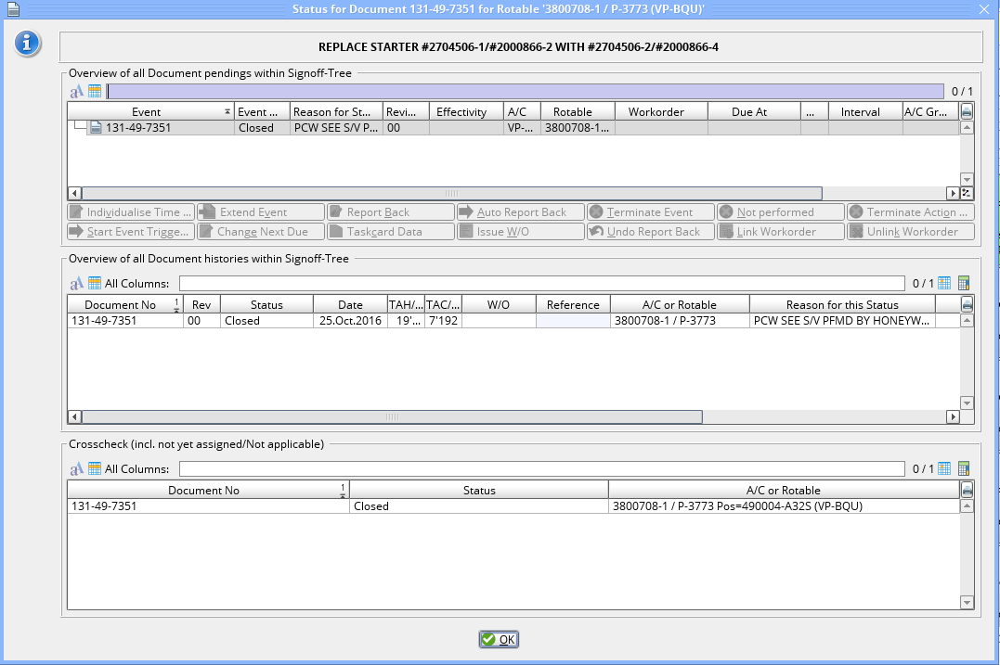 Status for Document 131-49-7351 for Rotable '3800708-1 / P-3773 (VP-BQU)'
REPLACE STARTER #2704506-1/#2000866-2 WITH #2704506-2/#2000866-4
Overview of all Document pendings within Signoff-Tree
0 / 1
Event Event ... Reason for St... Revi... Effectivity A/C Rotable Workorder Due At ... Interval A/C Gr...
131-49-7351 Closed PCW SEE S/V P... 00 VP-... 3800708-1...
Individualise Time ... Extend Event Report Back Auto Report Back Terminate Event Not performed Terminate Action ...
Start Event Trigge... Change Next Due Taskcard Data Issue W/O Undo Report Back Link Workorder Unlink Workorder
Overview of all Document histories within Signoff-Tree
All Columns: 0 / 1
Document No 1 Rev Status Date TAH/... TAC/... W/O Reference A/C or Rotable Reason for this Status
131-49-7351 00 Closed 25.Oct.2016 19'... 7'192 3800708-1 / P-3773 PCW SEE S/V PFMD BY HONEYW...
Crosscheck (incl. not yet assigned/Not applicable)
All Columns: 0 / 1
Document No 1 Status A/C or Rotable
131-49-7351 Closed 3800708-1 / P-3773 Pos=490004-A32S (VP-BQU)
OK